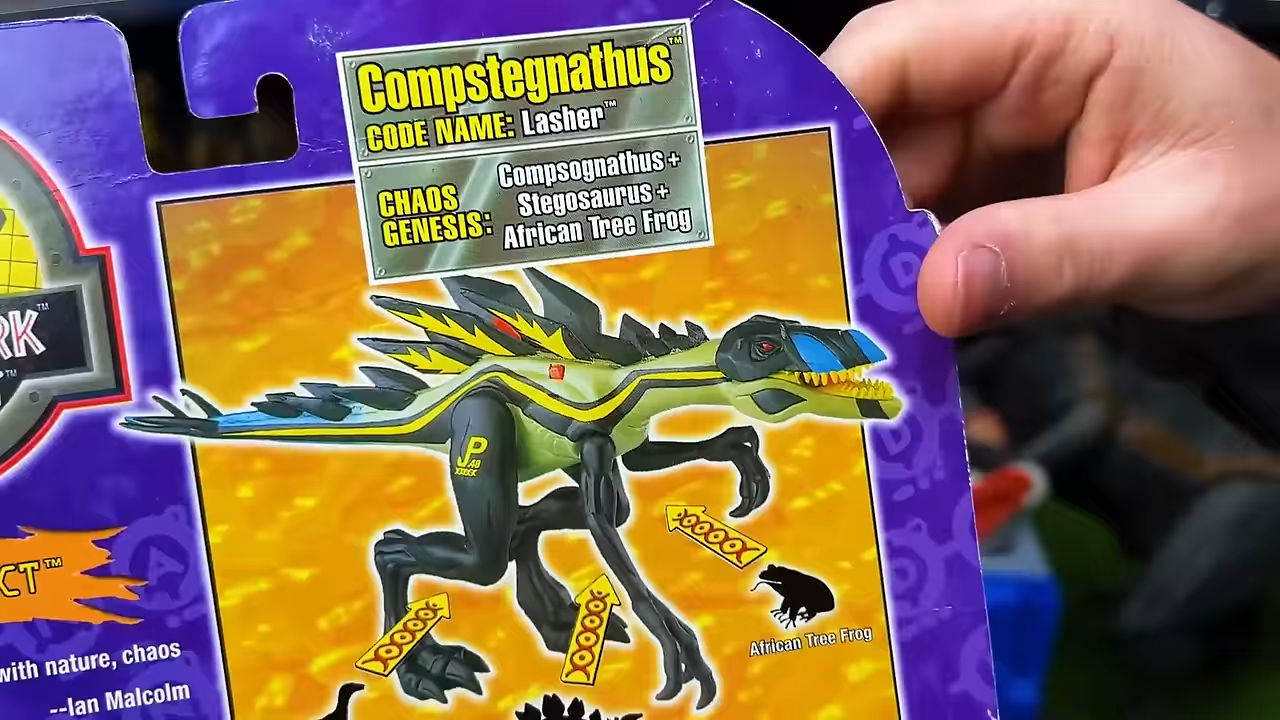 Compstegnathus™
CODE NAME: Lasher™
CHAOS GENESIS:
Compsognathus +
Stegosaurus +
African Tree Frog
RK™
JP
African Tree Frog
CT™
with nature, chaos
--Ian Malcolm